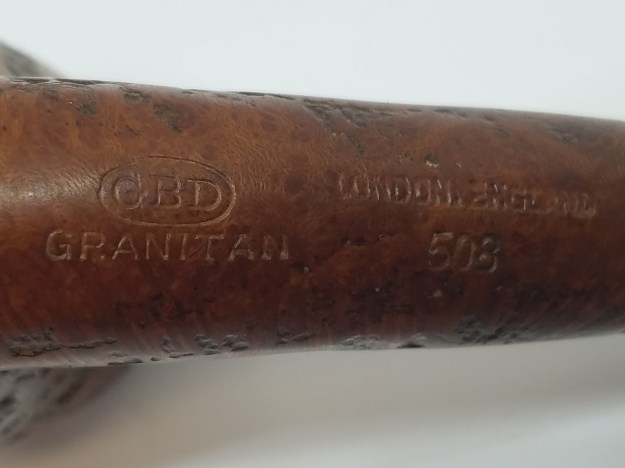 GBD
GRANITAN
LONDON, ENGLAND
508